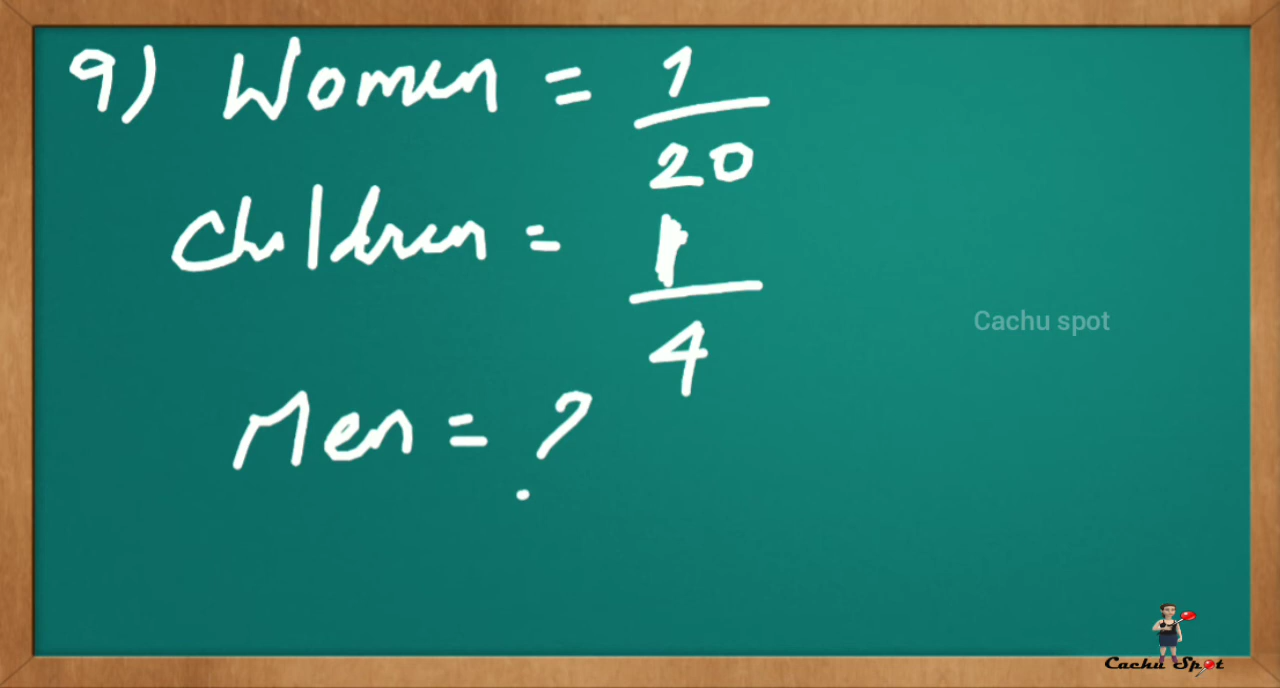 9) Women = 1/20
Children = 1/4
Men = ?
Cachu spot
Cachu Spot